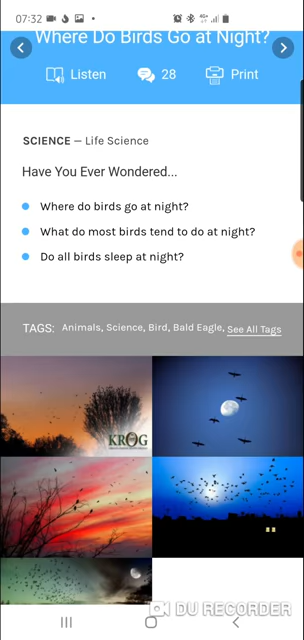 07:32
Where Do Birds Go at Night?
Listen 28 Print
SCIENCE — Life Science
Have You Ever Wondered...
Where do birds go at night?
What do most birds tend to do at night?
Do all birds sleep at night?
TAGS: Animals, Science, Bird, Bald Eagle, See All Tags
KROG
DU RECORDER